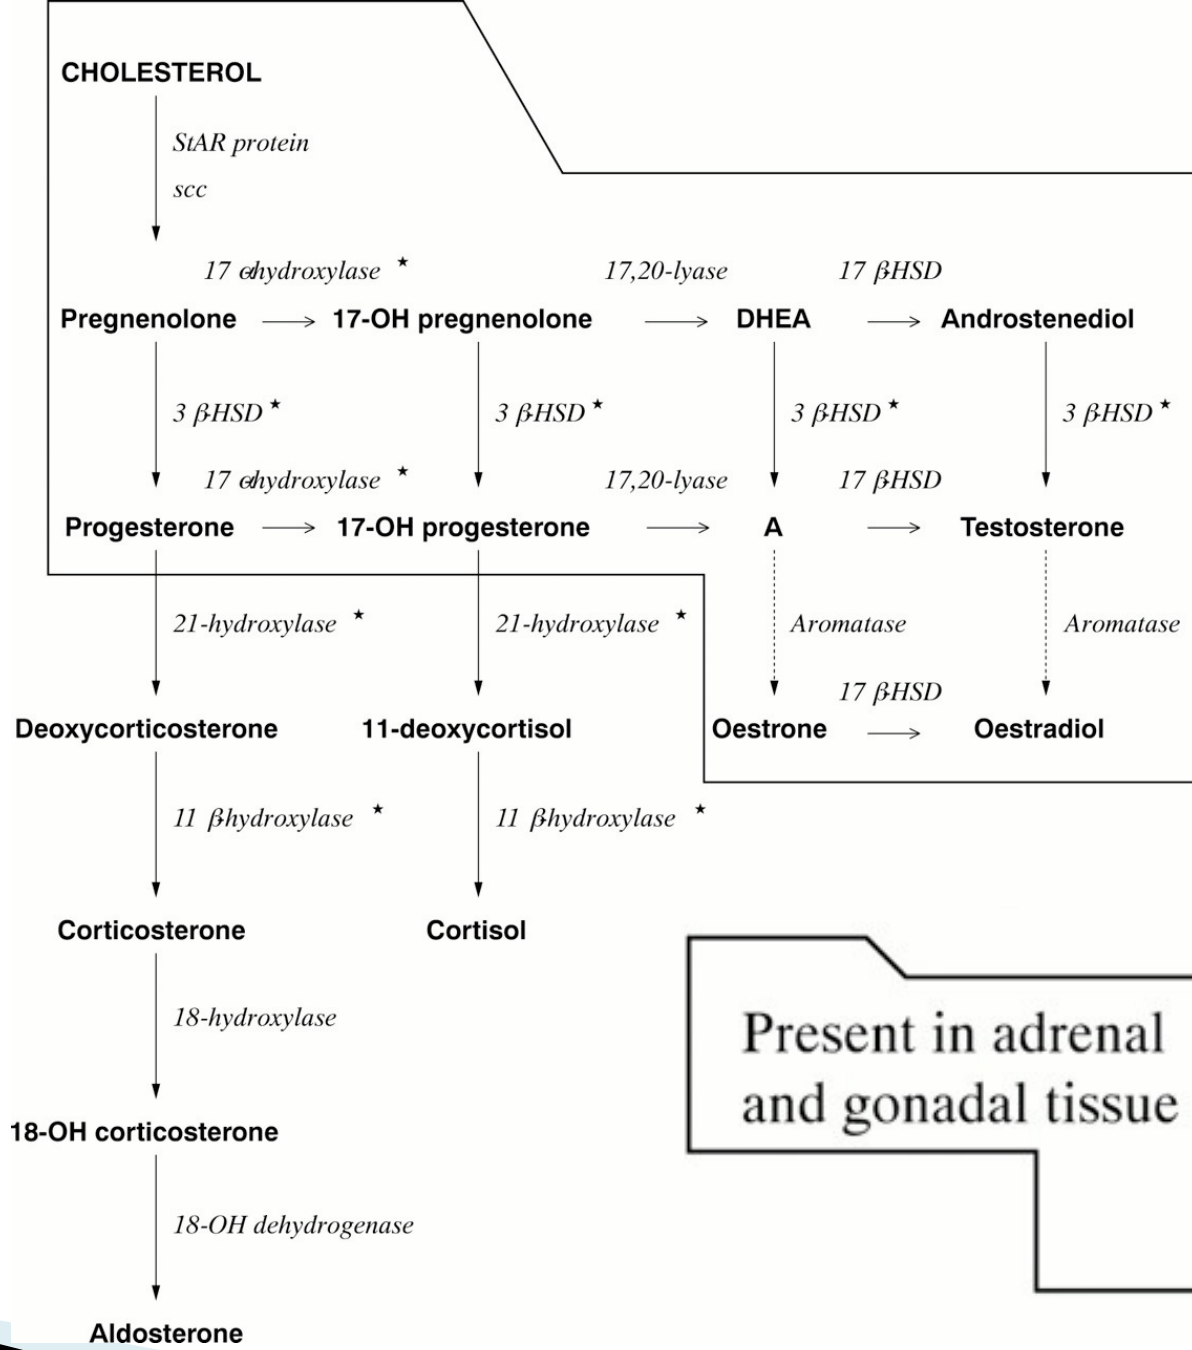 CHOLESTEROL
StAR protein
scc
17 αhydroxylase ★ 17,20-lyase 17 βHSD
Pregnenolone → 17-OH pregnenolone → DHEA → Androstenediol
3 βHSD ★ 3 βHSD ★ 3 βHSD ★ 3 βHSD ★
17 αhydroxylase ★ 17,20-lyase 17 βHSD
Progesterone → 17-OH progesterone → A → Testosterone
21-hydroxylase ★ 21-hydroxylase ★ Aromatase Aromatase
17 βHSD
Deoxycorticosterone 11-deoxycortisol Oestrone → Oestradiol
11 βhydroxylase ★ 11 βhydroxylase ★
Corticosterone Cortisol
18-hydroxylase
Present in adrenal
and gonadal tissue
18-OH corticosterone
18-OH dehydrogenase
Aldosterone